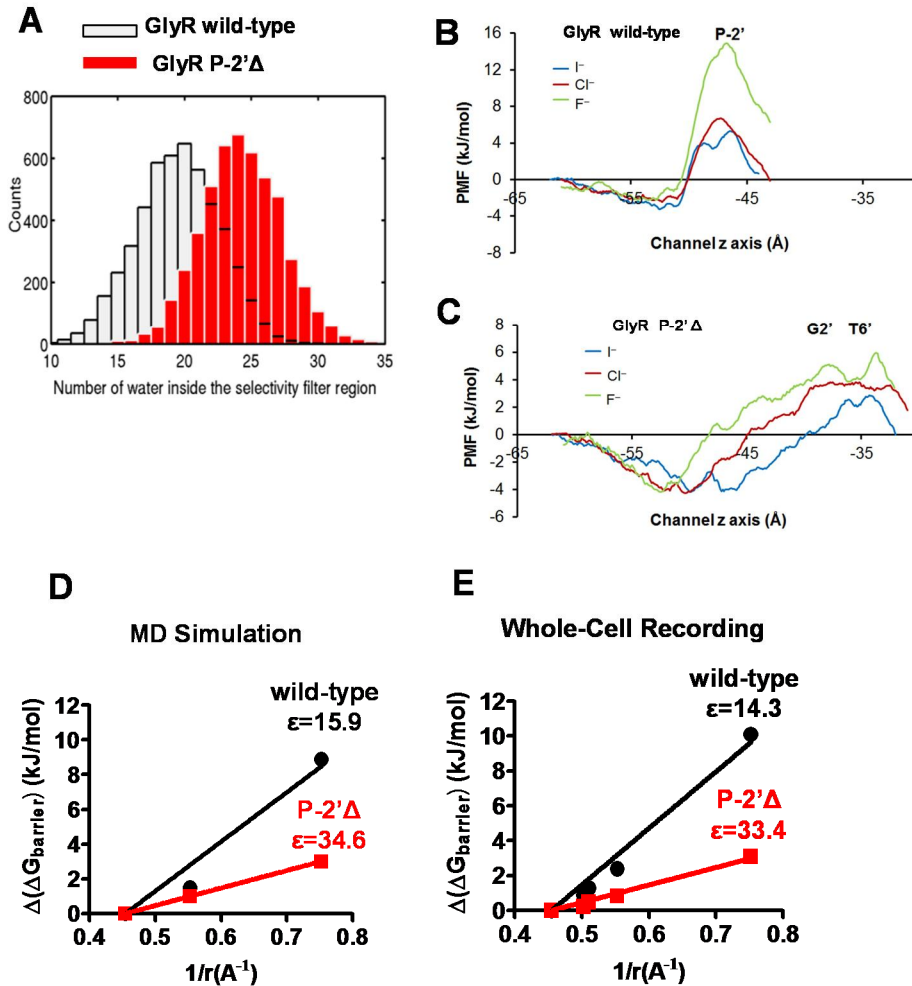 A
GlyR wild-type
GlyR P-2'Δ
800
600
400
200
0
Counts
10 15 20 25 30 35
Number of water inside the selectivity filter region
B
GlyR wild-type
P-2'
I⁻
Cl⁻
F⁻
16
12
8
4
0
-4
-8
PMF (kJ/mol)
-65 -55 -45 -35
Channel z axis (Å)
C
GlyR P-2'Δ
G2' T6'
I⁻
Cl⁻
F⁻
8
6
4
2
0
-2
-4
-6
PMF (kJ/mol)
-65 -55 -45 -35
Channel z axis (Å)
D
MD Simulation
wild-type
ε=15.9
P-2'Δ
ε=34.6
12
10
8
6
4
2
0
Δ(ΔGbarrier) (kJ/mol)
0.4 0.5 0.6 0.7 0.8
1/r(A⁻¹)
E
Whole-Cell Recording
wild-type
ε=14.3
P-2'Δ
ε=33.4
12
10
8
6
4
2
0
Δ(ΔGbarrier) (kJ/mol)
0.4 0.5 0.6 0.7 0.8
1/r(A⁻¹)